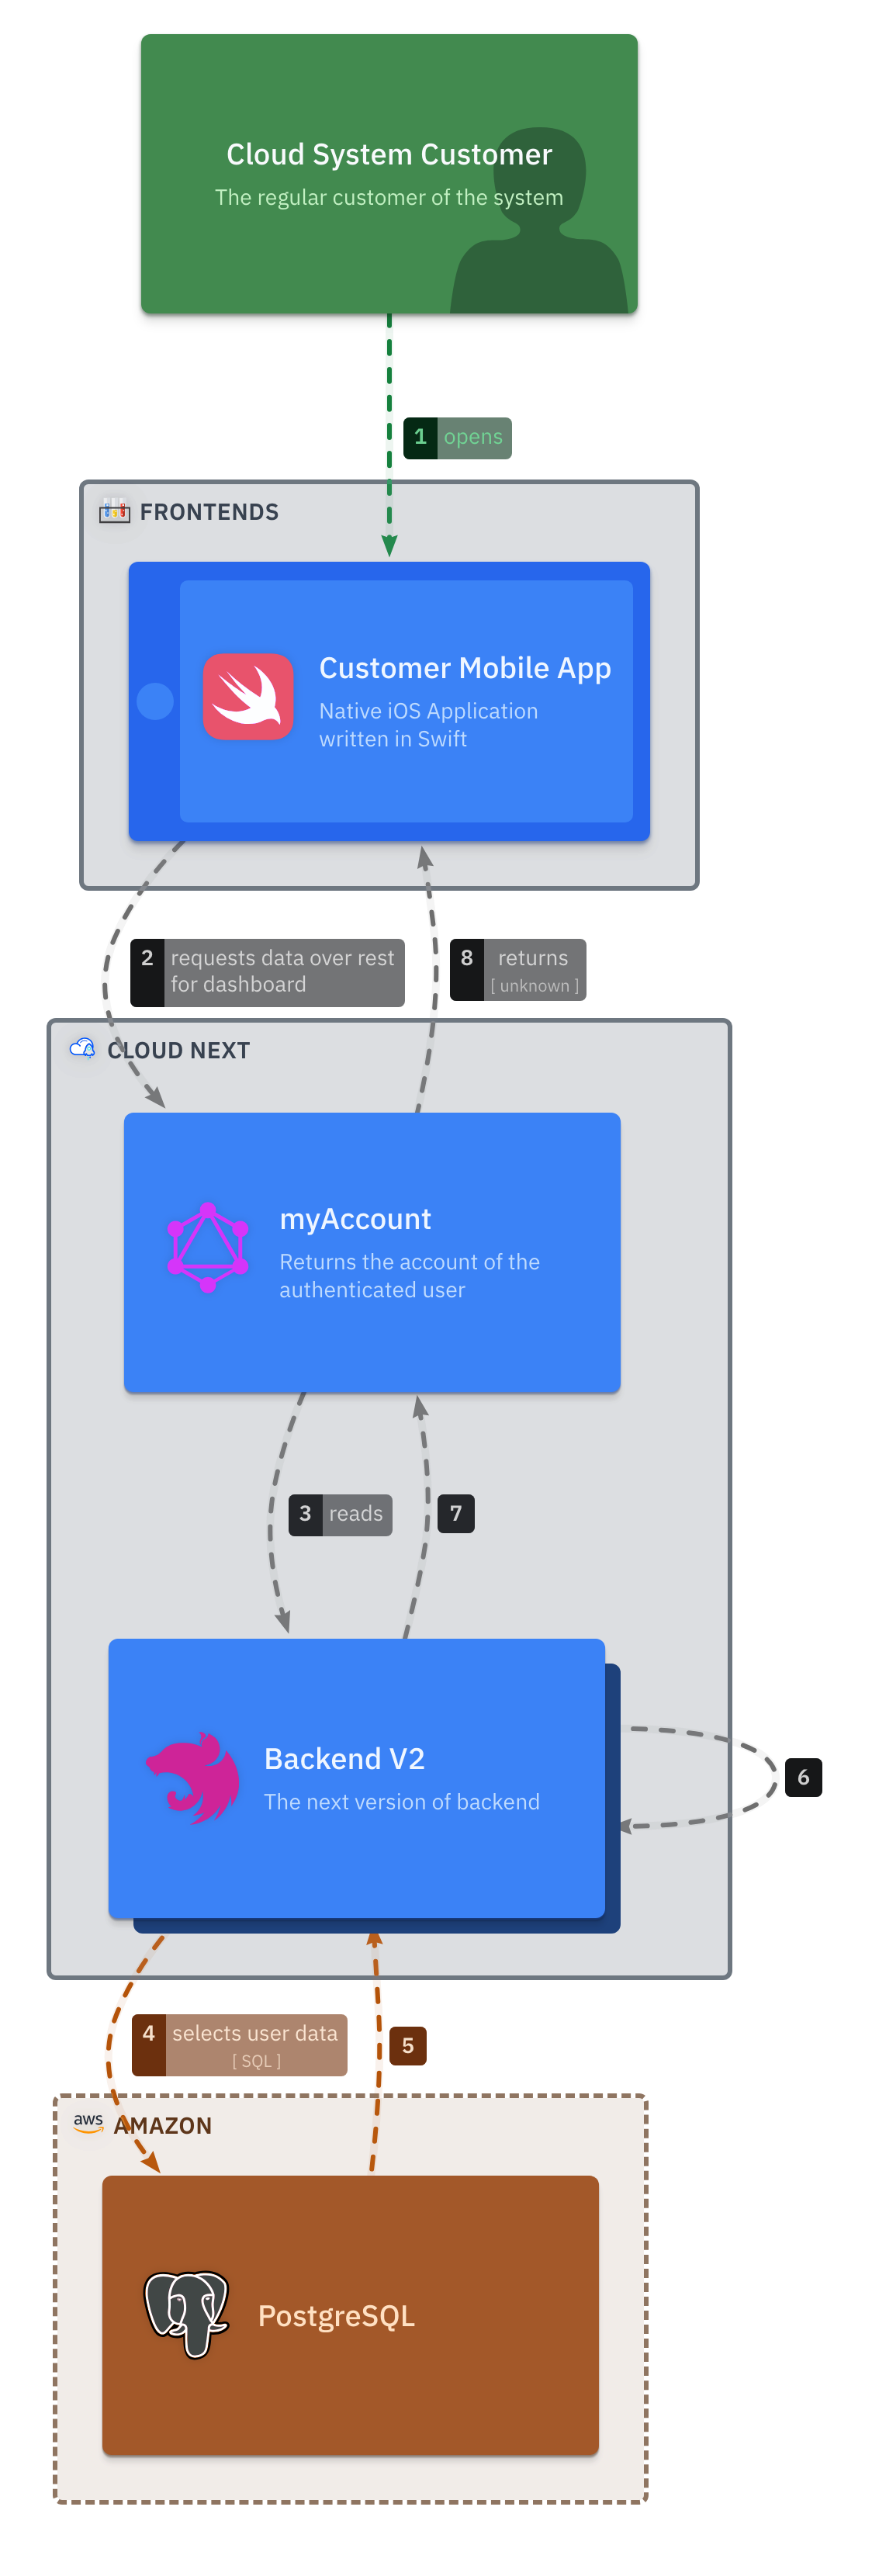 Cloud System Customer
The regular customer of the system
1 opens
FRONTENDS
Customer Mobile App
Native iOS Application
written in Swift
2 requests data over rest
for dashboard
8 returns
[ unknown ]
CLOUD NEXT
myAccount
Returns the account of the
authenticated user
3 reads
7
Backend V2
The next version of backend
6
4 selects user data
[ SQL ]
5
aws AMAZON
PostgreSQL